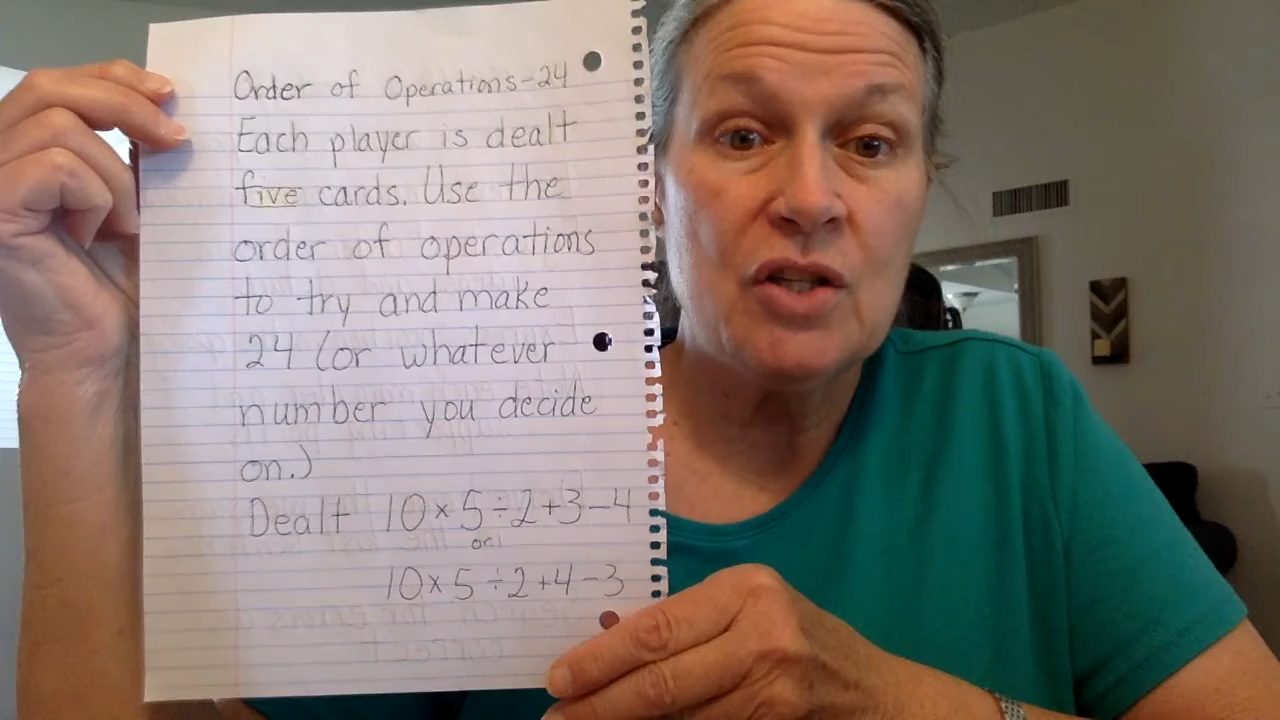 Order of Operations-24
Each player is dealt
five cards. Use the
order of operations
to try and make
24 (or whatever
number you decide
on.)
Dealt 10 × 5 ÷ 2 + 3 - 4
or
10 × 5 ÷ 2 + 4 - 3